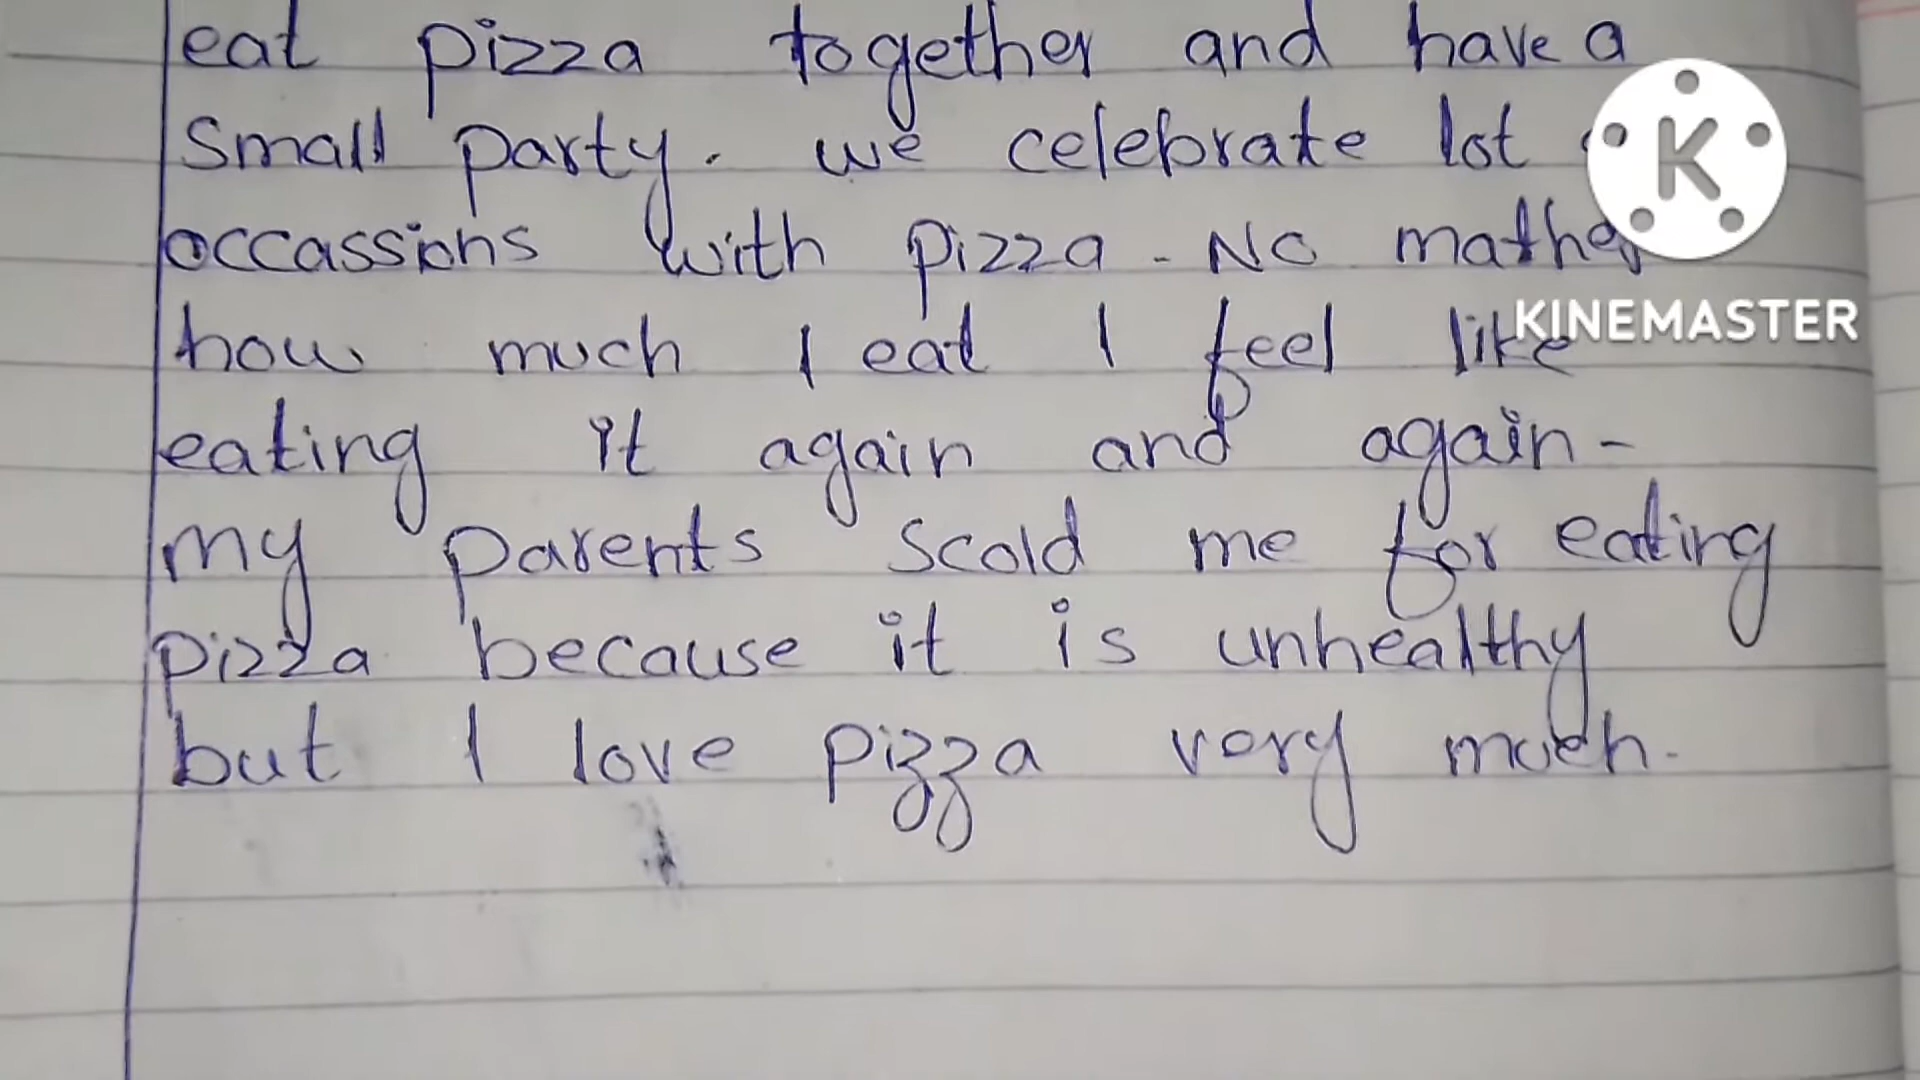 eat pizza together and have a
small party. we celebrate lot
occassions with pizza. No mathe
how much I eat I feel like
eating it again and again-
my parents scold me for eating
pizza because it is unhealthy
but I love pizza very much.
K
KINEMASTER